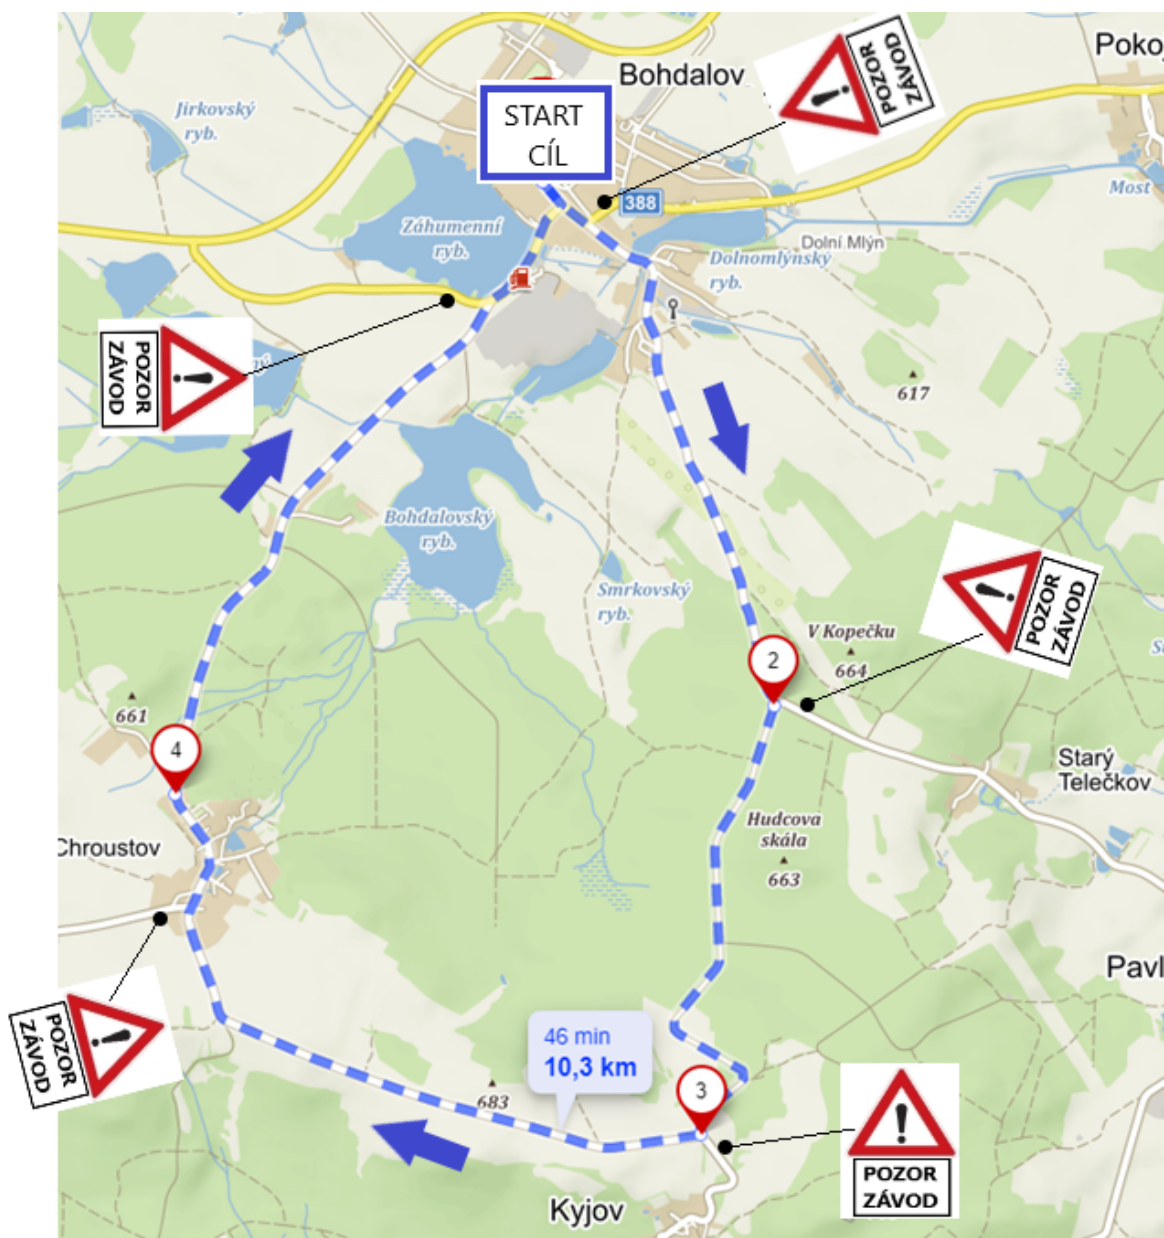 Bohdalov
Poko
POZOR
ZÁVOD
Jirkovský
ryb.
START
CÍL
388
Most
Záhumenní
ryb.
Dolní Mlýn
Dolnomlýnský
ryb.
POZOR
ZÁVOD
617
Bohdalovský
ryb.
Smrkovský
ryb.
POZOR
ZÁVOD
V Kopečku
664
2
661
4
Starý
Telečkov
Hudcova
skála
663
Chroustov
Pavl
POZOR
ZÁVOD
46 min
10,3 km
683
3
POZOR
ZÁVOD
Kyjov